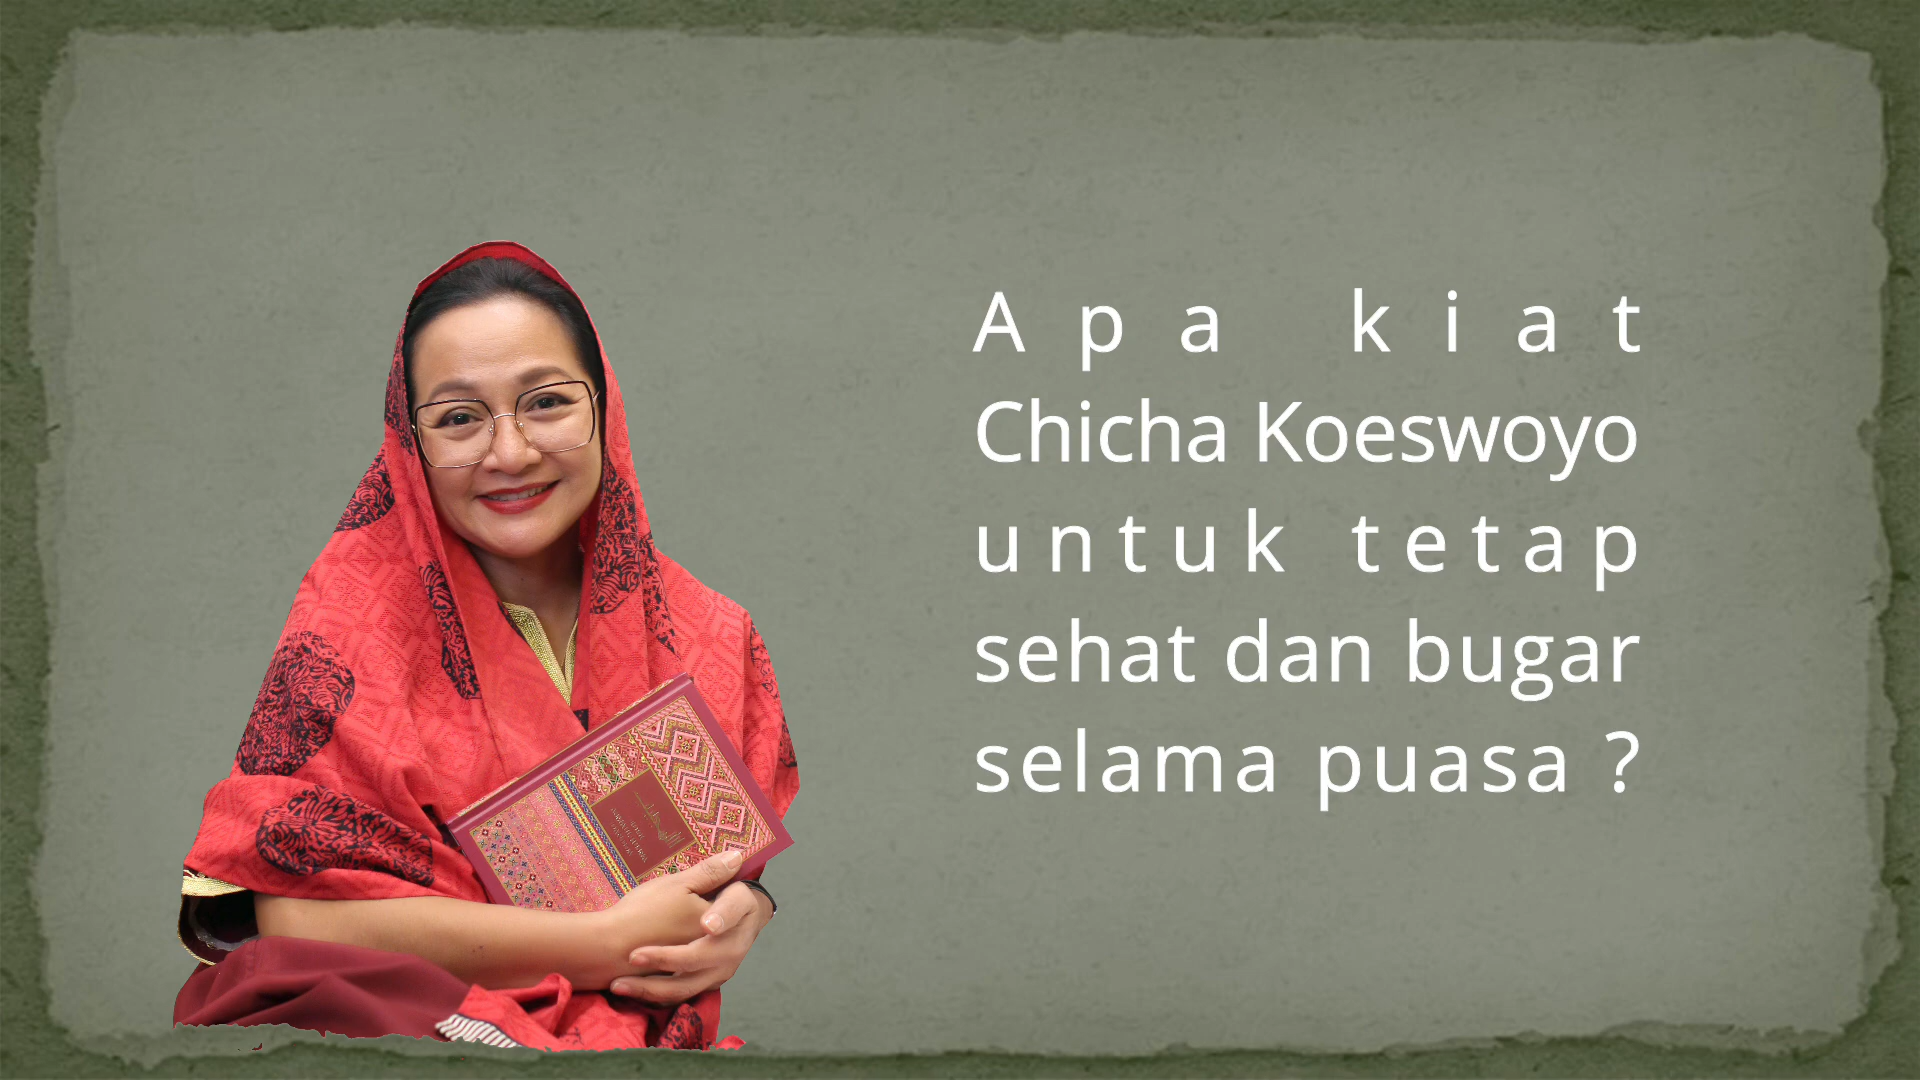 Apa kiat
Chicha Koeswoyo
untuk tetap
sehat dan bugar
selama puasa ?